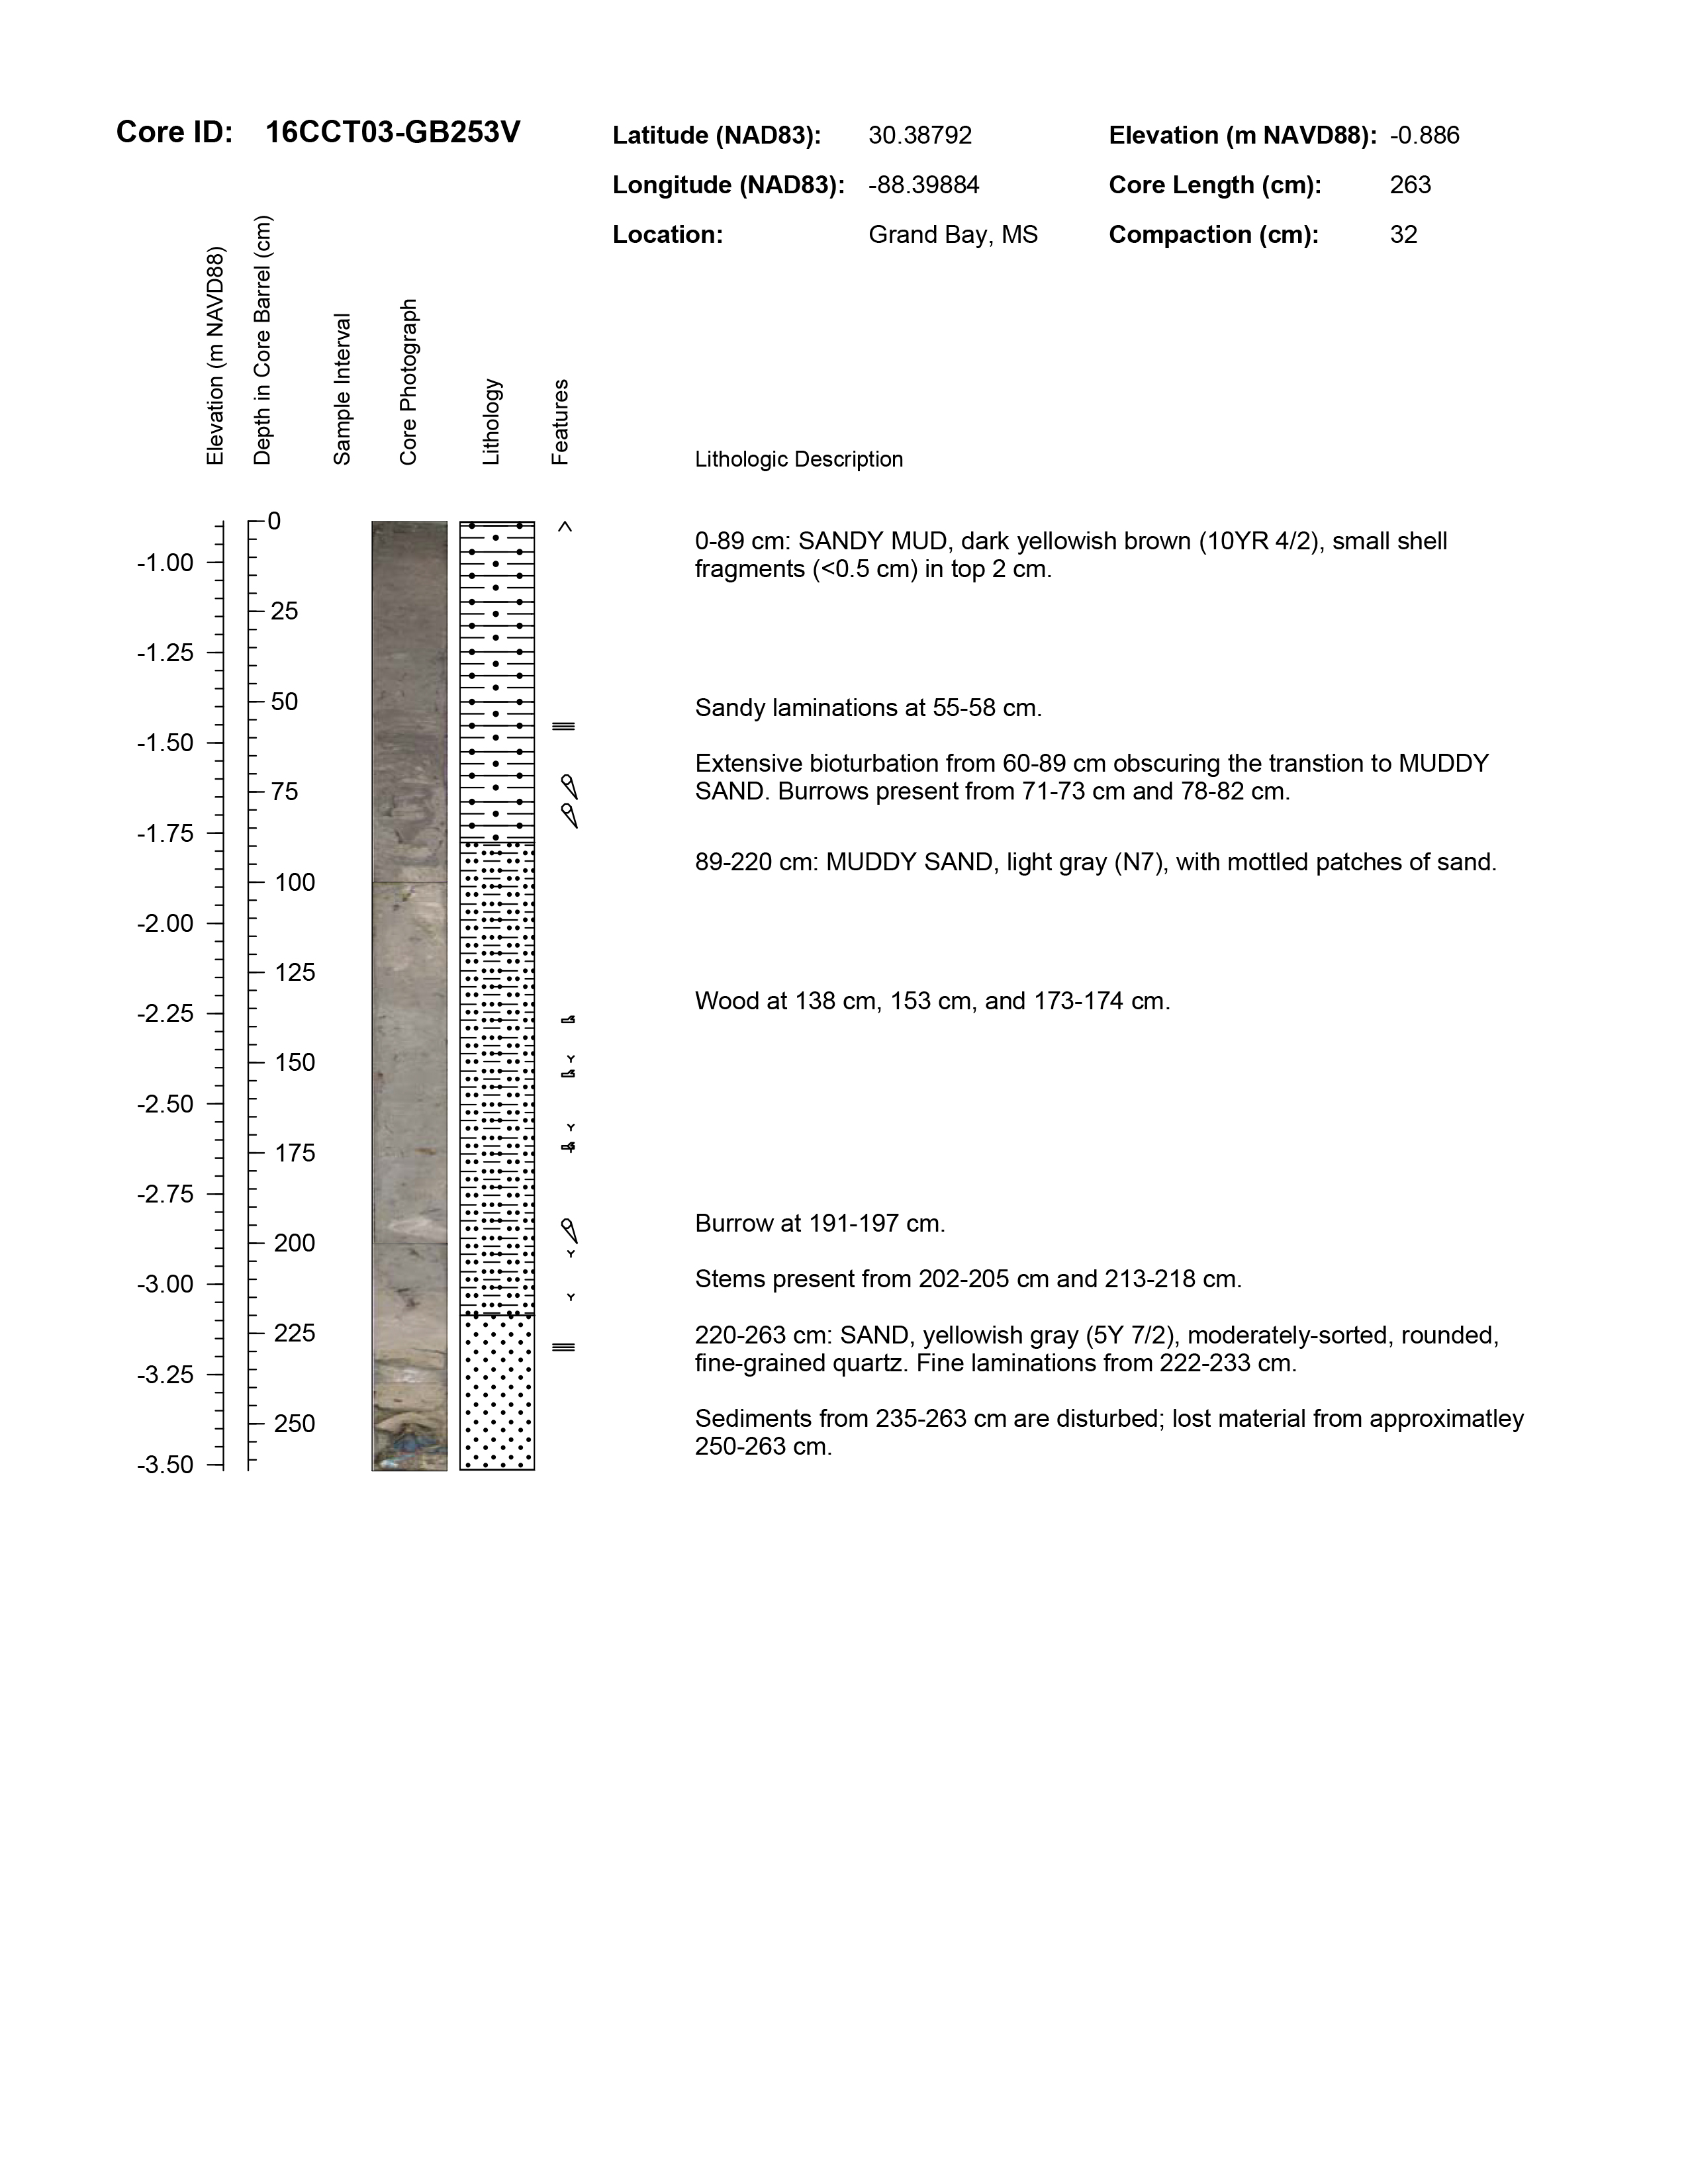 Core ID: 16CCT03-GB253V
Latitude (NAD83): 30.38792
Elevation (m NAVD88): -0.886
Longitude (NAD83): -88.39884
Core Length (cm): 263
Location: Grand Bay, MS
Compaction (cm): 32
Elevation (m NAVD88)
Depth in Core Barrel (cm)
Sample Interval
Core Photograph
Lithology
Features
Lithologic Description
-1.00
-1.25
-1.50
-1.75
-2.00
-2.25
-2.50
-2.75
-3.00
-3.25
-3.50
0
25
50
75
100
125
150
175
200
225
250
0-89 cm: SANDY MUD, dark yellowish brown (10YR 4/2), small shell
fragments (<0.5 cm) in top 2 cm.
Sandy laminations at 55-58 cm.
Extensive bioturbation from 60-89 cm obscuring the transtion to MUDDY
SAND. Burrows present from 71-73 cm and 78-82 cm.
89-220 cm: MUDDY SAND, light gray (N7), with mottled patches of sand.
Wood at 138 cm, 153 cm, and 173-174 cm.
Burrow at 191-197 cm.
Stems present from 202-205 cm and 213-218 cm.
220-263 cm: SAND, yellowish gray (5Y 7/2), moderately-sorted, rounded,
fine-grained quartz. Fine laminations from 222-233 cm.
Sediments from 235-263 cm are disturbed; lost material from approximatley
250-263 cm.